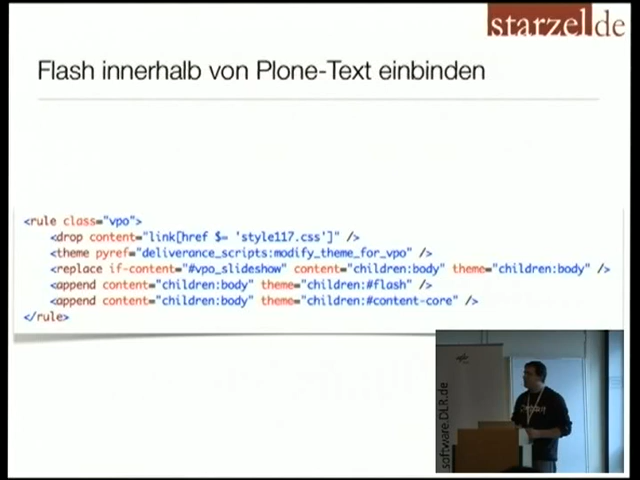 starzel.de
Flash innerhalb von Plone-Text einbinden
<rule class="vpo">
<drop content="link[href $= 'style117.css']" />
<theme pyref="deliverance_scripts:modify_theme_for_vpo" />
<replace if-content="#vpo_slideshow" content="children:body" theme="children:body" />
<append content="children:body" theme="children:#flash" />
<append content="children:body" theme="children:#content-core" />
</rule>
software.DLR.de